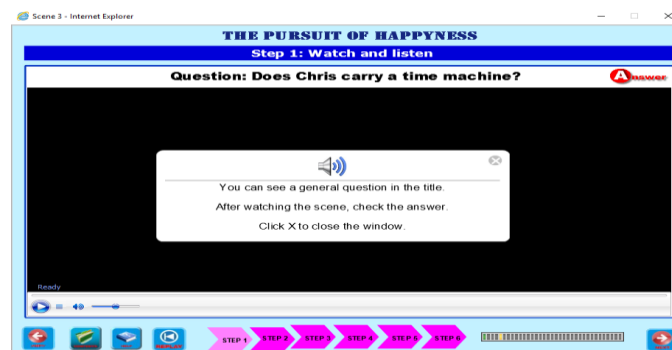 Scene 3 - Internet Explorer
THE PURSUIT OF HAPPYNESS
Step 1: Watch and listen
Question: Does Chris carry a time machine?
Answer
You can see a general question in the title.
After watching the scene, check the answer.
Click X to close the window.
Ready
STEP 1 STEP 2 STEP 3 STEP 4 STEP 5 STEP 6